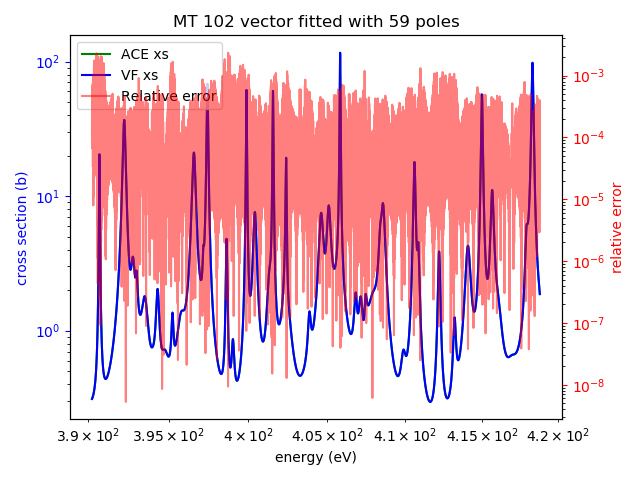 MT 102 vector fitted with 59 poles
ACE xs
VF xs
Relative error
cross section (b)
10²
10¹
10⁰
10⁻³
10⁻⁴
10⁻⁵
10⁻⁶
10⁻⁷
10⁻⁸
relative error
3.9 × 10² 3.95 × 10² 4 × 10² 4.05 × 10² 4.1 × 10² 4.15 × 10² 4.2 × 10²
energy (eV)